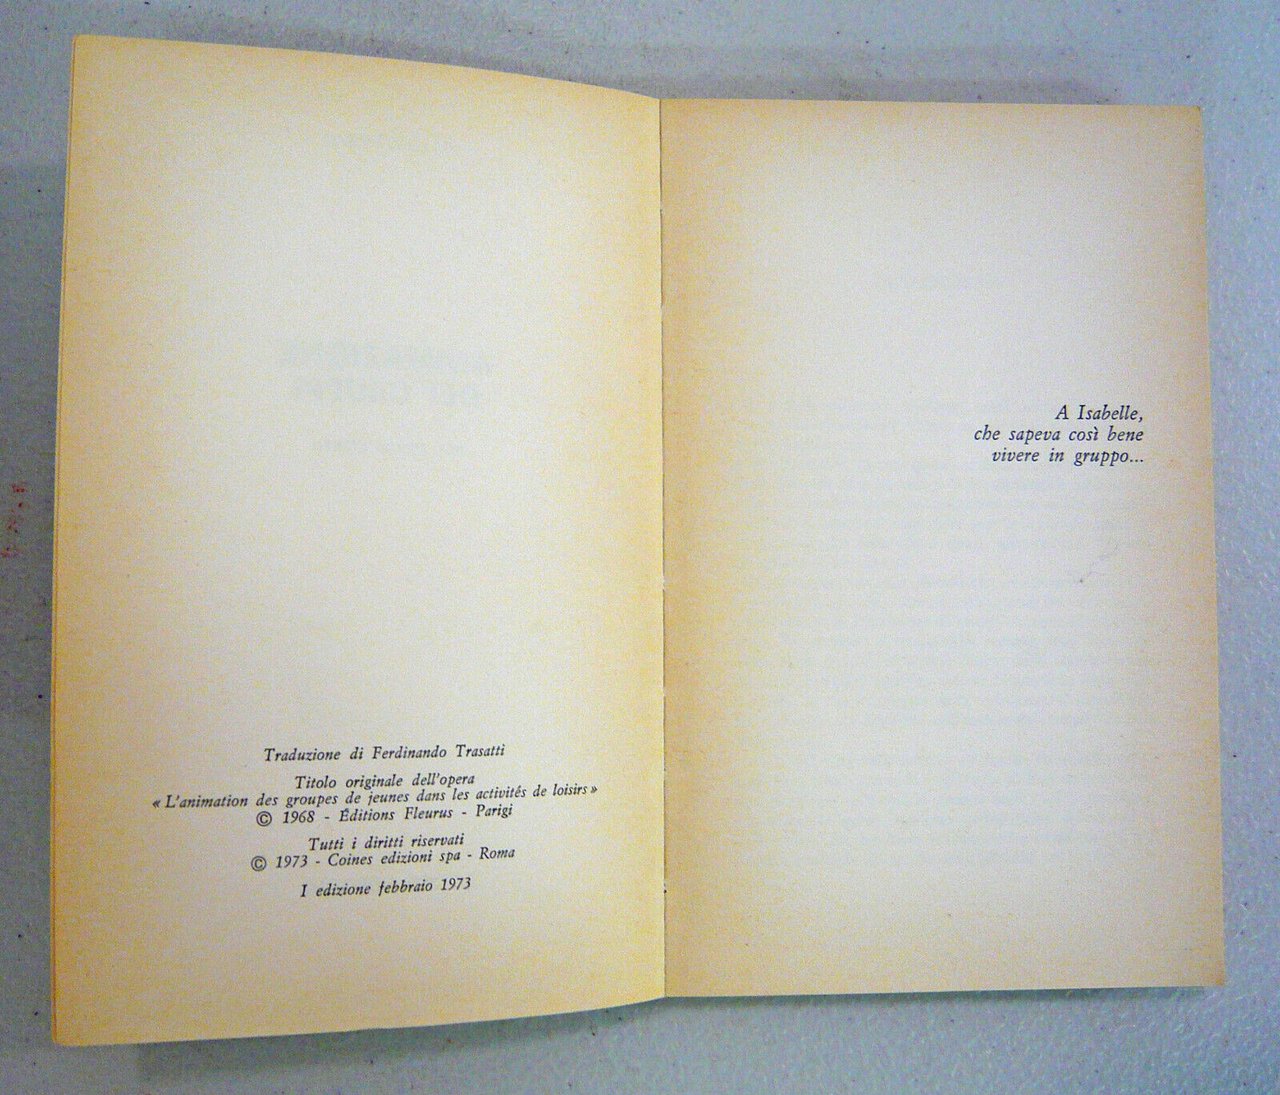 Traduzione di Ferdinando Trasatti
Titolo originale dell'opera
« L'animation des groupes de jeunes dans les activités de loisirs »
© 1968 - Éditions Fleurus - Parigi
Tutti i diritti riservati
© 1973 - Coines edizioni spa - Roma
I edizione febbraio 1973
A Isabelle,
che sapeva così bene
vivere in gruppo...